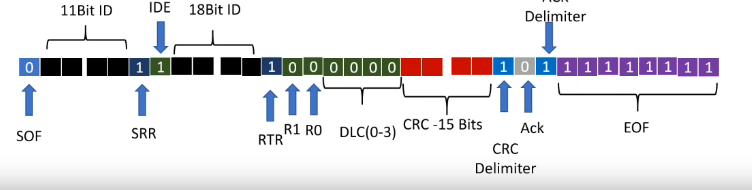 11Bit ID
IDE
18Bit ID
Delimiter
0 1 1 1 0 0 0 0 0 0 1 0 1 1 1 1 1 1 1 1 1
SOF
SRR
RTR
R1
R0
DLC(0-3)
CRC -15 Bits
CRC
Delimiter
Ack
EOF